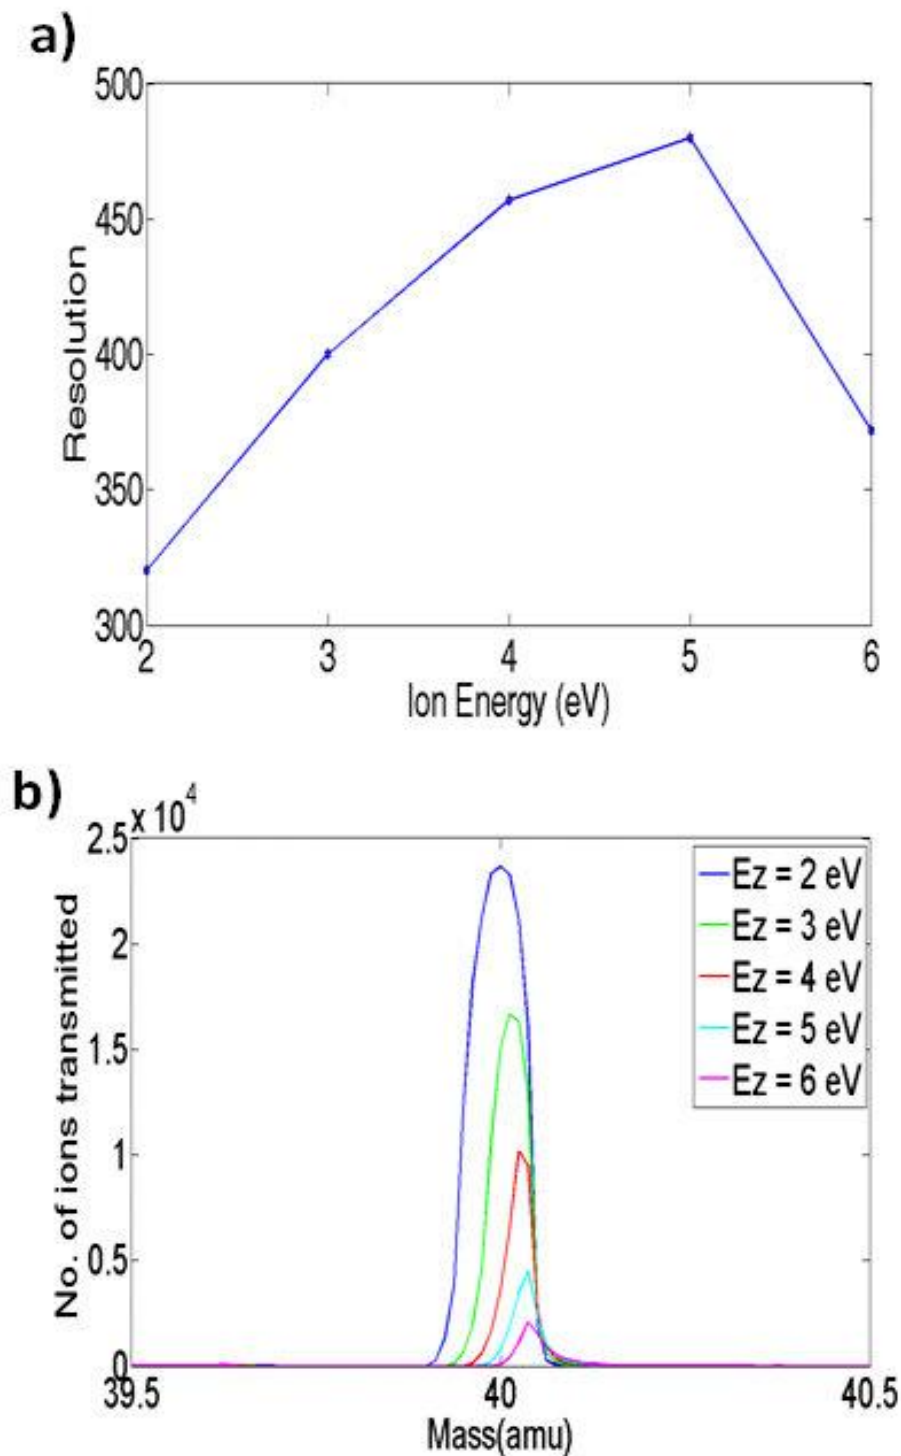 a)
500
450
400
350
300
Resolution
2 3 4 5 6
Ion Energy (eV)
b)
x 10^4
2.5
2
1.5
1
0.5
0
No. of ions transmitted
Ez = 2 eV
Ez = 3 eV
Ez = 4 eV
Ez = 5 eV
Ez = 6 eV
39.5 40 40.5
Mass(amu)